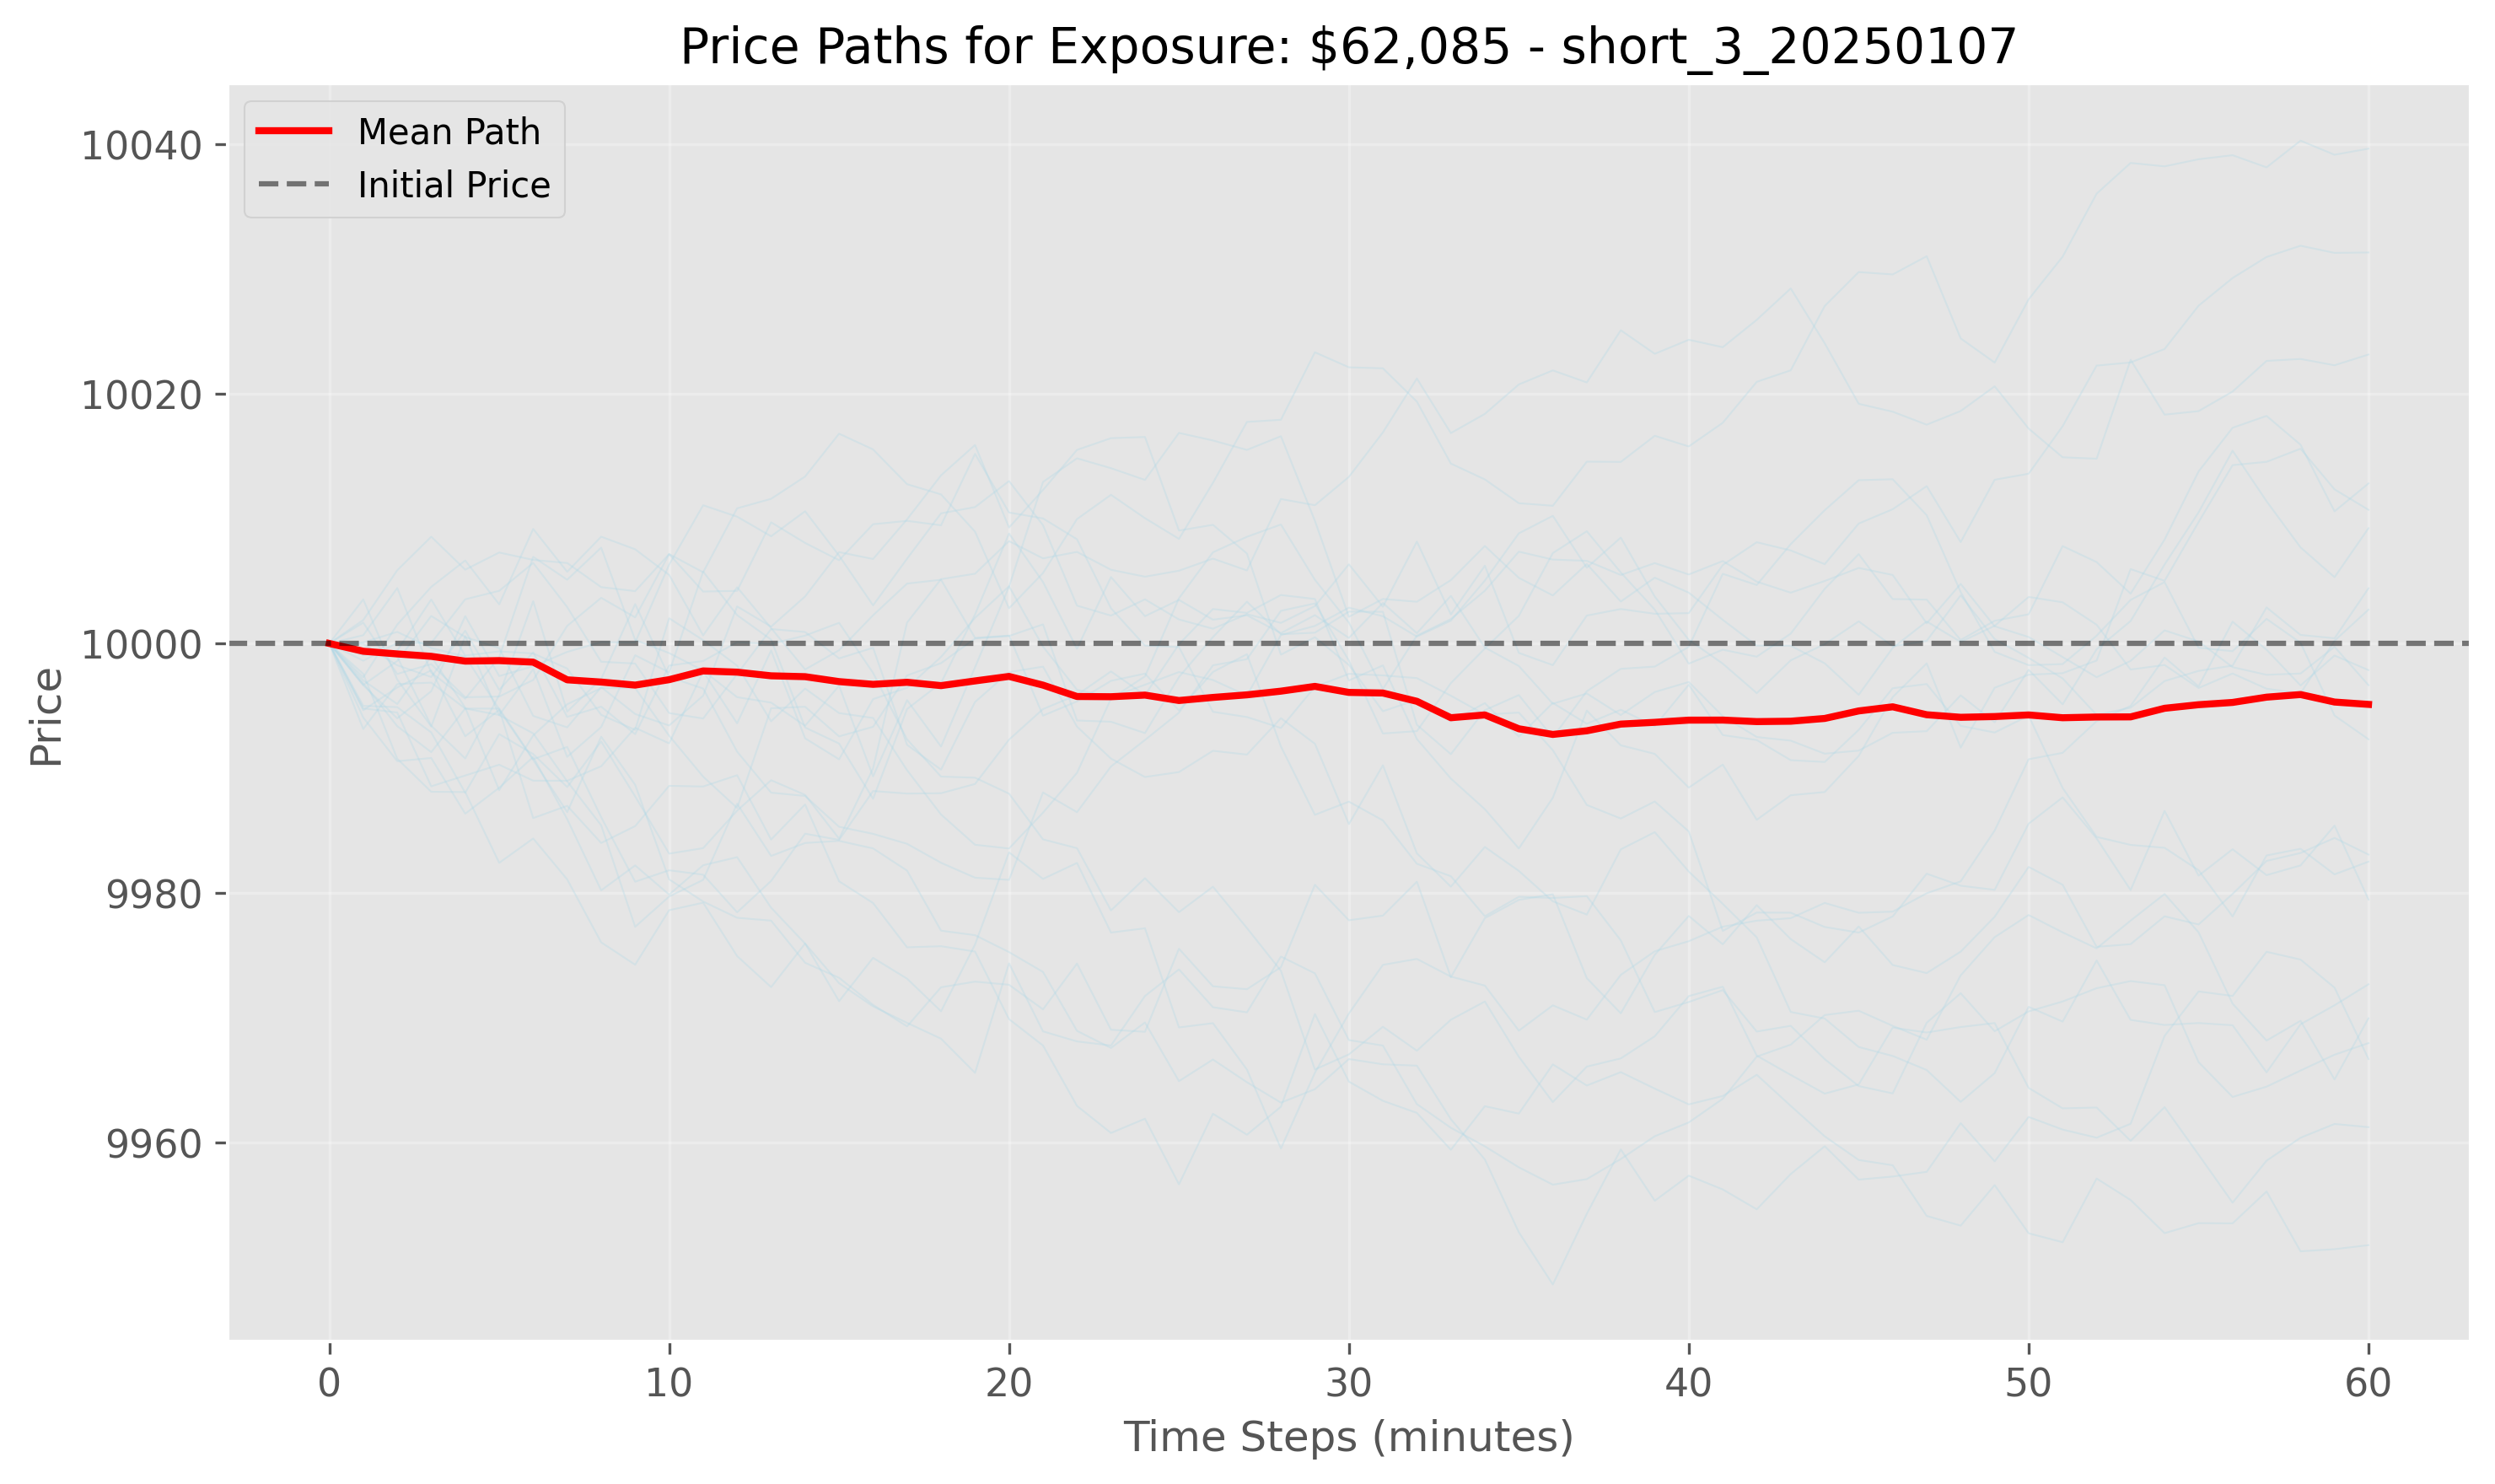 Price Paths for Exposure: $62,085 - short_3_20250107
Mean Path
Initial Price
Price
10040
10020
10000
9980
9960
0 10 20 30 40 50 60
Time Steps (minutes)